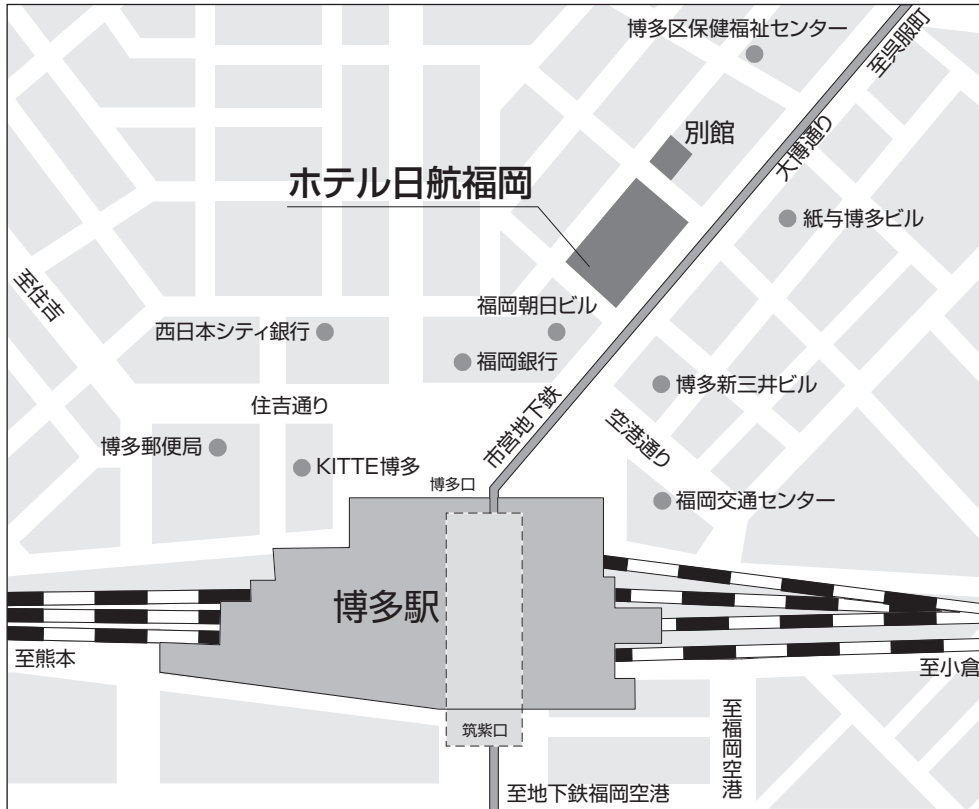 博多区保健福祉センター
至呉服町
別館
大博通り
ホテル日航福岡
紙与博多ビル
至住吉
福岡朝日ビル
西日本シティ銀行
福岡銀行
博多新三井ビル
住吉通り
市営地下鉄
空港通り
博多郵便局
KITTE博多
博多口
福岡交通センター
博多駅
至熊本
至小倉
筑紫口
至福岡空港
至地下鉄福岡空港